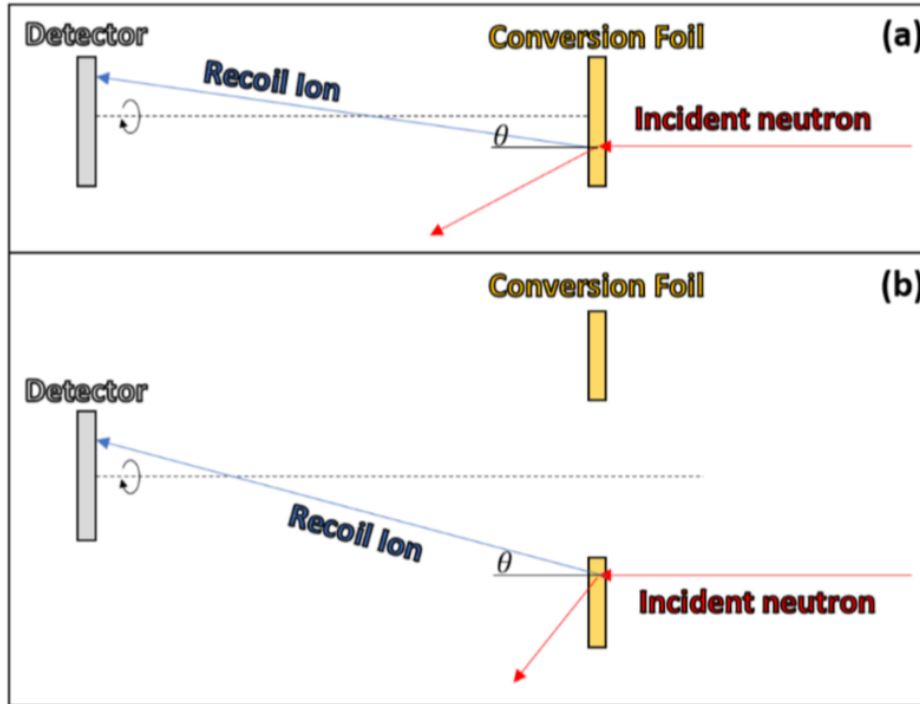 Detector
Conversion Foil
(a)
Recoil Ion
Incident neutron
θ
Conversion Foil
(b)
Detector
Recoil Ion
θ
Incident neutron